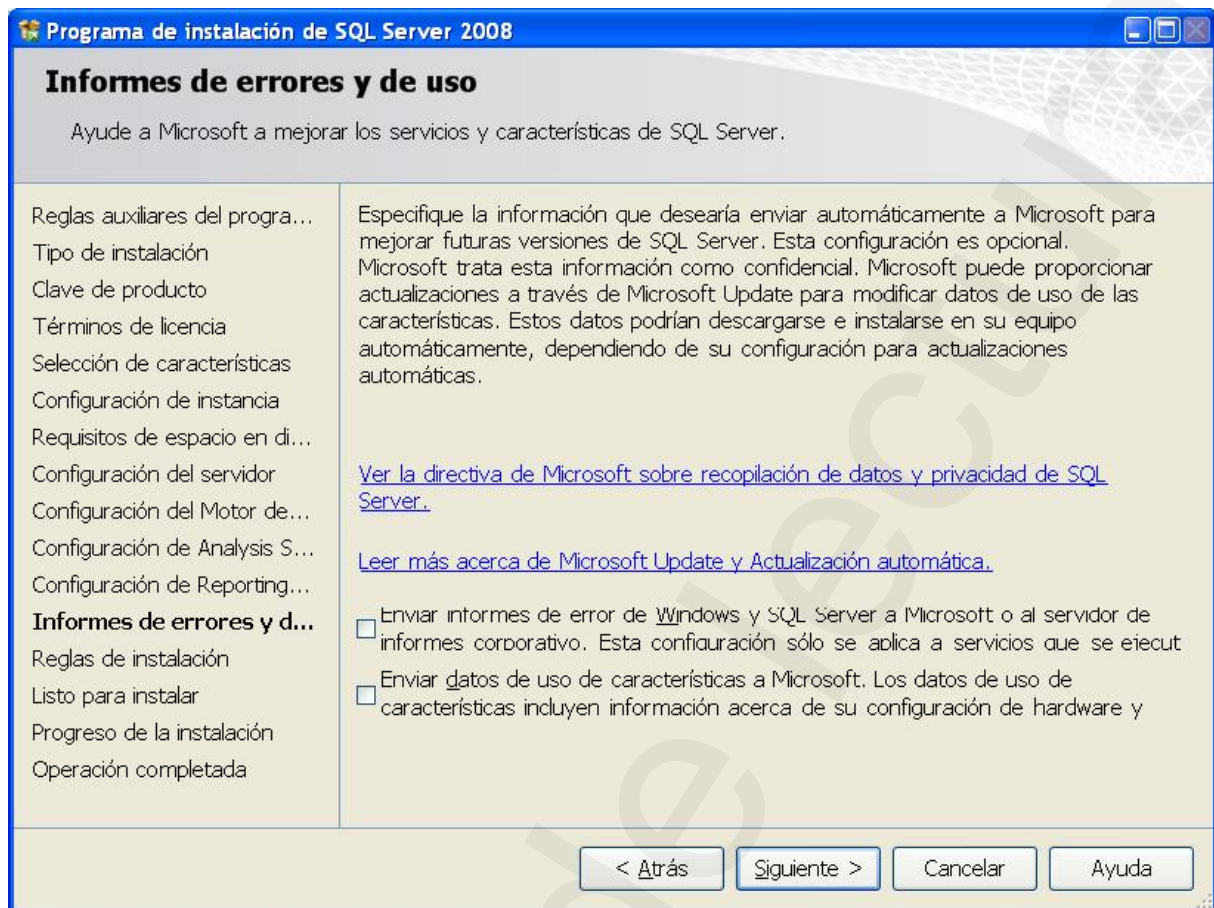 Programa de instalación de SQL Server 2008
Informes de errores y de uso
Ayude a Microsoft a mejorar los servicios y características de SQL Server.
Reglas auxiliares del progra...
Tipo de instalación
Clave de producto
Términos de licencia
Selección de características
Configuración de instancia
Requisitos de espacio en di...
Configuración del servidor
Configuración del Motor de...
Configuración de Analysis S...
Configuración de Reporting...
Informes de errores y d...
Reglas de instalación
Listo para instalar
Progreso de la instalación
Operación completada
Especifique la información que desearía enviar automáticamente a Microsoft para
mejorar futuras versiones de SQL Server. Esta configuración es opcional.
Microsoft trata esta información como confidencial. Microsoft puede proporcionar
actualizaciones a través de Microsoft Update para modificar datos de uso de las
características. Estos datos podrían descargarse e instalarse en su equipo
automáticamente, dependiendo de su configuración para actualizaciones
automáticas.
Ver la directiva de Microsoft sobre recopilación de datos y privacidad de SQL
Server.
Leer más acerca de Microsoft Update y Actualización automática.
Enviar informes de error de Windows y SQL Server a Microsoft o al servidor de
informes corporativo. Esta configuración sólo se aplica a servicios que se ejecut
Enviar datos de uso de características a Microsoft. Los datos de uso de
características incluyen información acerca de su configuración de hardware y
< Atrás
Siguiente >
Cancelar
Ayuda